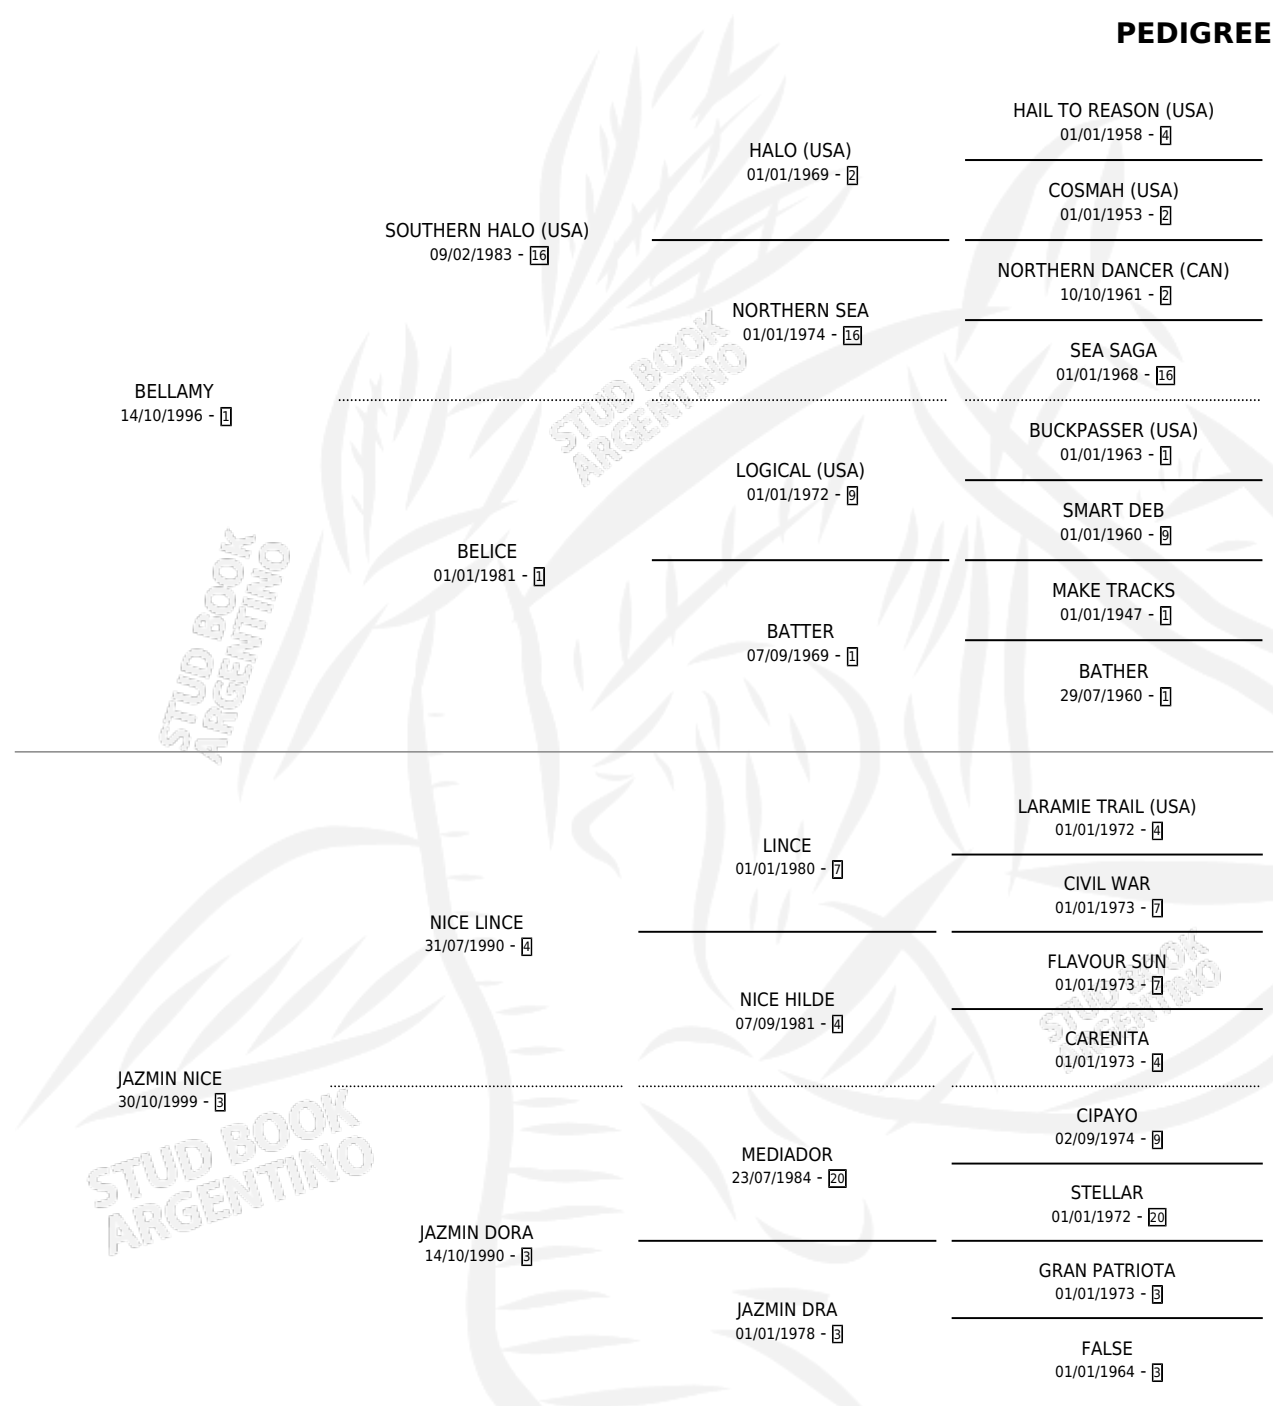 PEDIGREE
HAIL TO REASON (USA)
01/01/1958 - 4
HALO (USA)
01/01/1969 - 2
COSMAH (USA)
01/01/1953 - 2
SOUTHERN HALO (USA)
09/02/1983 - 16
NORTHERN DANCER (CAN)
10/10/1961 - 2
NORTHERN SEA
01/01/1974 - 16
SEA SAGA
01/01/1968 - 16
BELLAMY
14/10/1996 - 1
BUCKPASSER (USA)
01/01/1963 - 1
LOGICAL (USA)
01/01/1972 - 9
SMART DEB
01/01/1960 - 9
BELICE
01/01/1981 - 1
MAKE TRACKS
01/01/1947 - 1
BATTER
07/09/1969 - 1
BATHER
29/07/1960 - 1
LARAMIE TRAIL (USA)
01/01/1972 - 4
LINCE
01/01/1980 - 7
CIVIL WAR
01/01/1973 - 7
NICE LINCE
31/07/1990 - 4
FLAVOUR SUN
01/01/1973 - 7
NICE HILDE
07/09/1981 - 4
CARENITA
01/01/1973 - 4
JAZMIN NICE
30/10/1999 - 3
CIPAYO
02/09/1974 - 9
MEDIADOR
23/07/1984 - 20
STELLAR
01/01/1972 - 20
JAZMIN DORA
14/10/1990 - 3
GRAN PATRIOTA
01/01/1973 - 3
JAZMIN DRA
01/01/1978 - 3
FALSE
01/01/1964 - 3
STUD BOOK
ARGENTINO
STUD BOOK
ARGENTINO
STUD BOOK
ARGENTINO
STUD BOOK
ARGENTINO